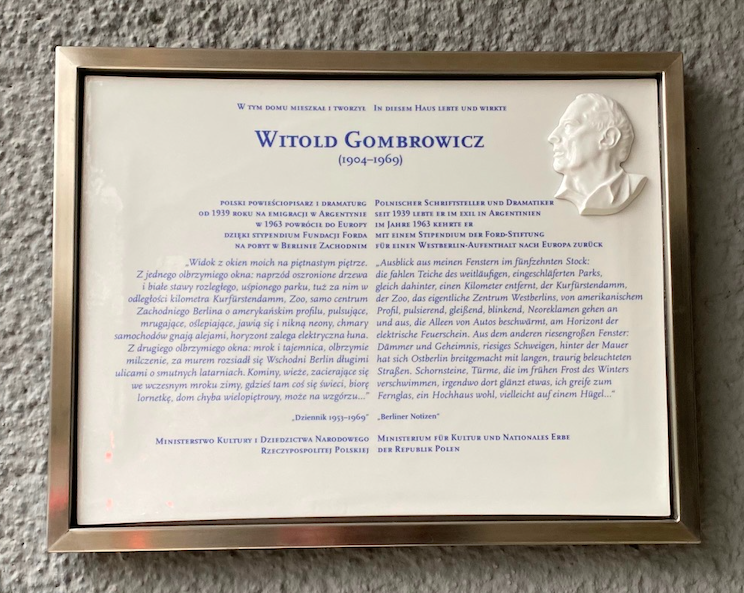 W tym domu mieszkał i tworzył In diesem Haus lebte und wirkte
Witold Gombrowicz
(1904–1969)
polski powieściopisarz i dramaturg
od 1939 roku na emigracji w Argentynie
w 1963 powrócił do Europy
dzięki stypendium Fundacji Forda
na pobyt w Berlinie Zachodnim
Polnischer Schriftsteller und Dramatiker
seit 1939 lebte er im Exil in Argentinien
im Jahre 1963 kehrte er
mit einem Stipendium der Ford-Stiftung
für einen Westberlin-Aufenthalt nach Europa zurück
„Widok z okien moich na piętnastym piętrze.
Z jednego olbrzymiego okna: naprzód oszronione drzewa
i białe stawy rozległego, uśpionego parku, tuż za nim w
odległości kilometra Kurfürstendamm, Zoo, samo centrum
Zachodniego Berlina o amerykańskim profilu, pulsujące,
mrugające, oślepiające, jawią się i nikną neony, chmary
samochodów gnają alejami, horyzont zalega elektryczna łuna.
Z drugiego olbrzymiego okna: mrok i tajemnica, olbrzymie
milczenie, za murem rozsiadł się Wschodni Berlin długimi
ulicami o smutnych latarniach. Kominy, wieże, zacierające się
we wczesnym mroku zimy, gdzieś tam coś się świeci, biorę
lornetkę, dom chyba wielopiętrowy, może na wzgórzu...”
„Dziennik 1953–1969”
„Ausblick aus meinen Fenstern im fünfzehnten Stock:
die fahlen Teiche des weitläufigen, eingeschläferten Parks,
gleich dahinter, einen Kilometer entfernt, der Kurfürstendamm,
der Zoo, das eigentliche Zentrum Westberlins, von amerikanischem
Profil, pulsierend, gleißend, blinkend, Neoreklamen gehen an
und aus, die Alleen von Autos beschwärmt, am Horizont der
elektrische Feuerschein. Aus dem anderen riesengroßen Fenster:
Dämmer und Geheimnis, riesiges Schweigen, hinter der Mauer
hat sich Ostberlin breitgemacht mit langen, traurig beleuchteten
Straßen. Schornsteine, Türme, die im frühen Frost des Winters
verschwimmen, irgendwo dort glänzt etwas, ich greife zum
Fernglas, ein Hochhaus wohl, vielleicht auf einem Hügel...“
„Berliner Notizen“
Ministerstwo Kultury i Dziedzictwa Narodowego
Rzeczypospolitej Polskiej
Ministerium für Kultur und Nationales Erbe
der Republik Polen